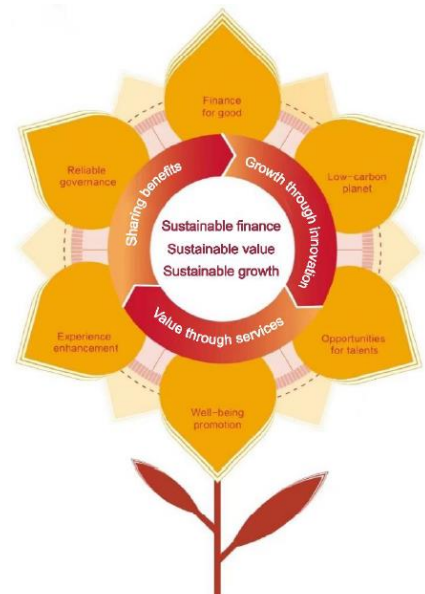 Finance
for good
Reliable
governance
Low-carbon
planet
Sharing benefits
Growth through innovation
Sustainable finance
Sustainable value
Sustainable growth
Value through services
Experience
enhancement
Opportunities
for talents
Well-being
promotion